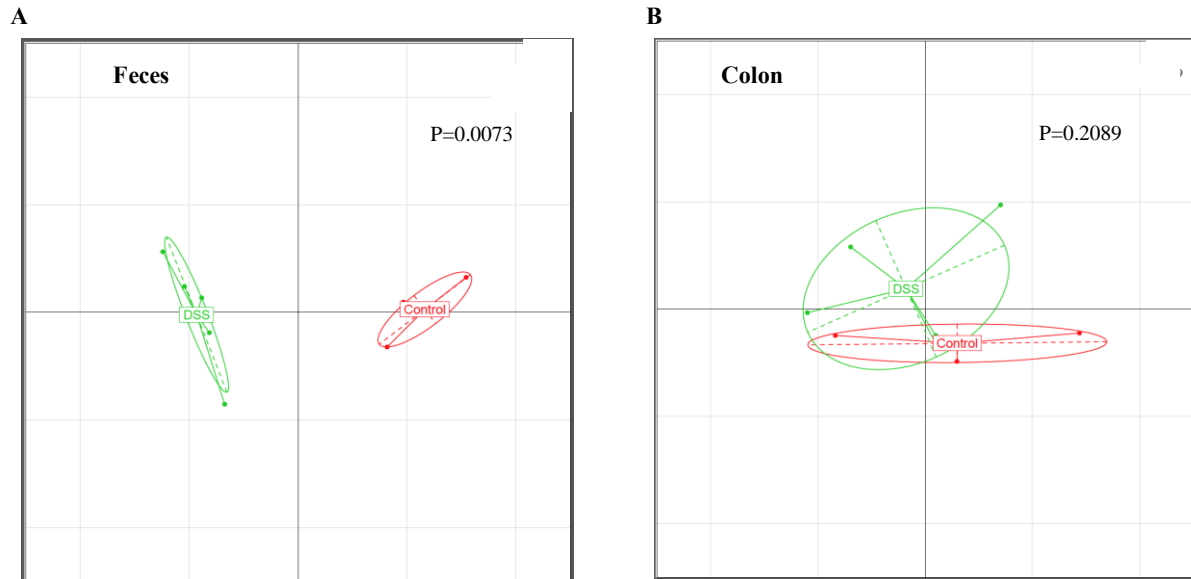 A
B
Feces
Colon
P=0.0073
P=0.2089
DSS
Control
DSS
Control